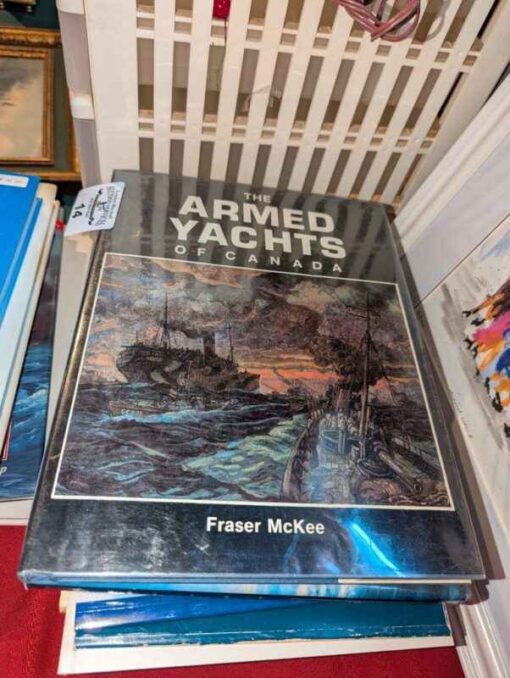 THE
ARMED
YACHTS
OF CANADA
Fraser McKee
14